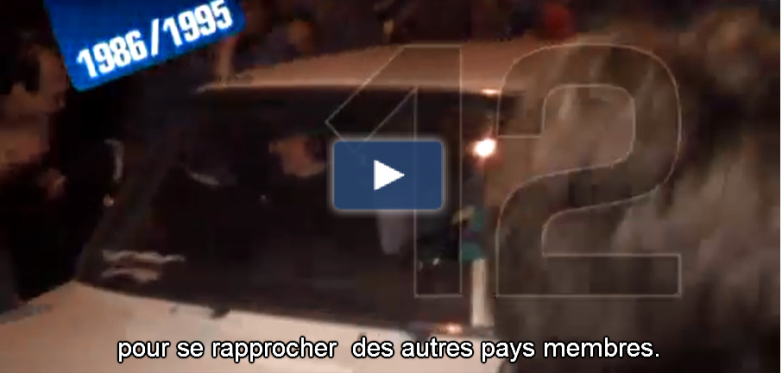 1986/1995
12
pour se rapprocher des autres pays membres.